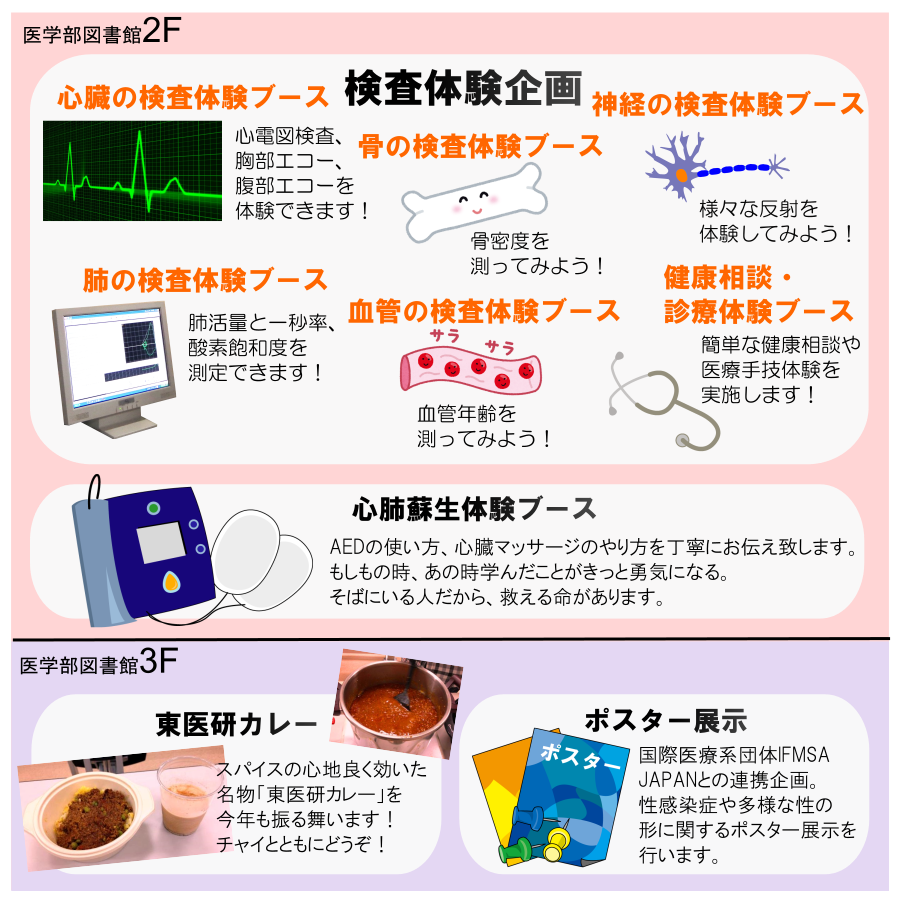 医学部図書館2F
検査体験企画
心臓の検査体験ブース
心電図検査、
胸部エコー、
腹部エコーを
体験できます！
骨の検査体験ブース
骨密度を
測ってみよう！
神経の検査体験ブース
様々な反射を
体験してみよう！
肺の検査体験ブース
肺活量と一秒率、
酸素飽和度を
測定できます！
血管の検査体験ブース
サラ
サラ
血管年齢を
測ってみよう！
健康相談・
診療体験ブース
簡単な健康相談や
医療手技体験を
実施します！
心肺蘇生体験ブース
AEDの使い方、心臓マッサージのやり方を丁寧にお伝え致します。
もしもの時、あの時学んだことがきっと勇気になる。
そばにいる人だから、救える命があります。
医学部図書館3F
東医研カレー
スパイスの心地良く効いた
名物「東医研カレー」を
今年も振る舞います！
チャイとともにどうぞ！
ポスター展示
ポスター
国際医療系団体IFMSA
JAPANとの連携企画。
性感染症や多様な性の
形に関するポスター展示を
行います。